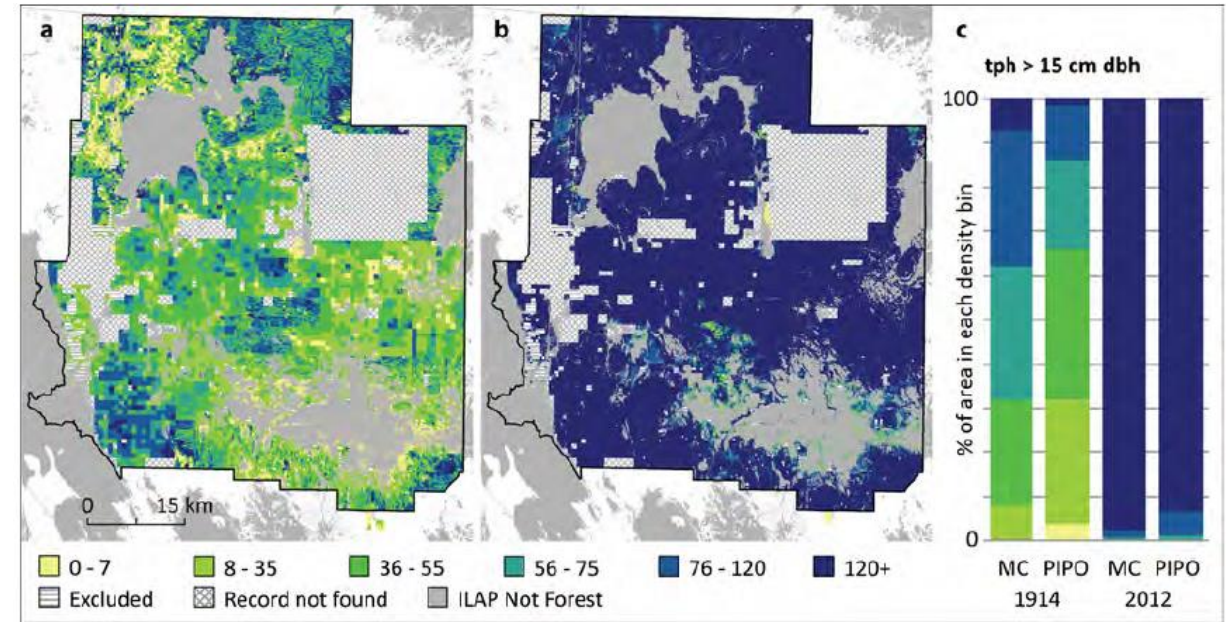 a
b
c
tph > 15 cm dbh
100
% of area in each density bin
0
0 15 km
MC PIPO MC PIPO
1914 2012
0 - 7 8 - 35 36 - 55 56 - 75 76 - 120 120+
Excluded Record not found ILAP Not Forest